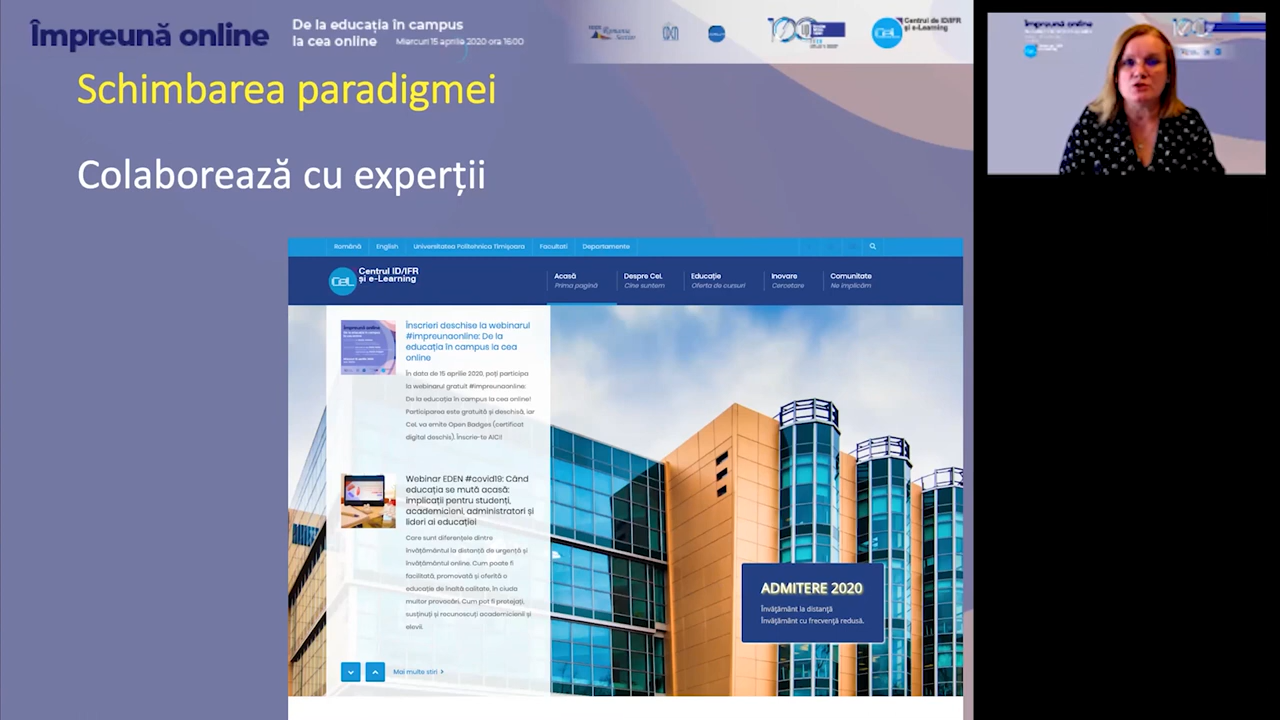 Împreună online
De la educația în campus
la cea online
Miercuri 15 aprilie 2020 ora 16:00
Centrul de ID/IFR
și e-Learning
CeL
Schimbarea paradigmei
Colaborează cu experții
Română
English
Universitatea Politehnica Timișoara
Facultati
Departamente
CeL
Centrul ID/IFR
și e-Learning
Acasă
Prima pagină
Despre CeL
Cine suntem
Educație
Oferta de cursuri
Inovare
Cercetare
Comunitate
Ne implicăm
Înscrieri deschise la webinarul
#impreunaonline: De la
educația în campus la cea
online
În data de 15 aprilie 2020, poți participa
la webinarul gratuit #impreunaonline:
De la educația în campus la cea online!
Participarea este gratuită și deschisă, iar
CeL va emite Open Badges (certificat
digital deschis). Înscrie-te AICI!
Webinar EDEN #covid19: Când
educația se mută acasă:
implicații pentru studenți,
academicieni, administratori și
lideri ai educației
Care sunt diferențele dintre
învățământul la distanță de urgență și
învățământul online. Cum poate fi
facilitată, promovată și oferită o
educație de înaltă calitate, în ciuda
multor provocări. Cum pot fi protejați,
susținuți și recunoscuți academicienii și
elevii.
Mai multe stiri
ADMITERE 2020
Învățământ la distanță
Învățământ cu frecvență redusă.
Împreună online